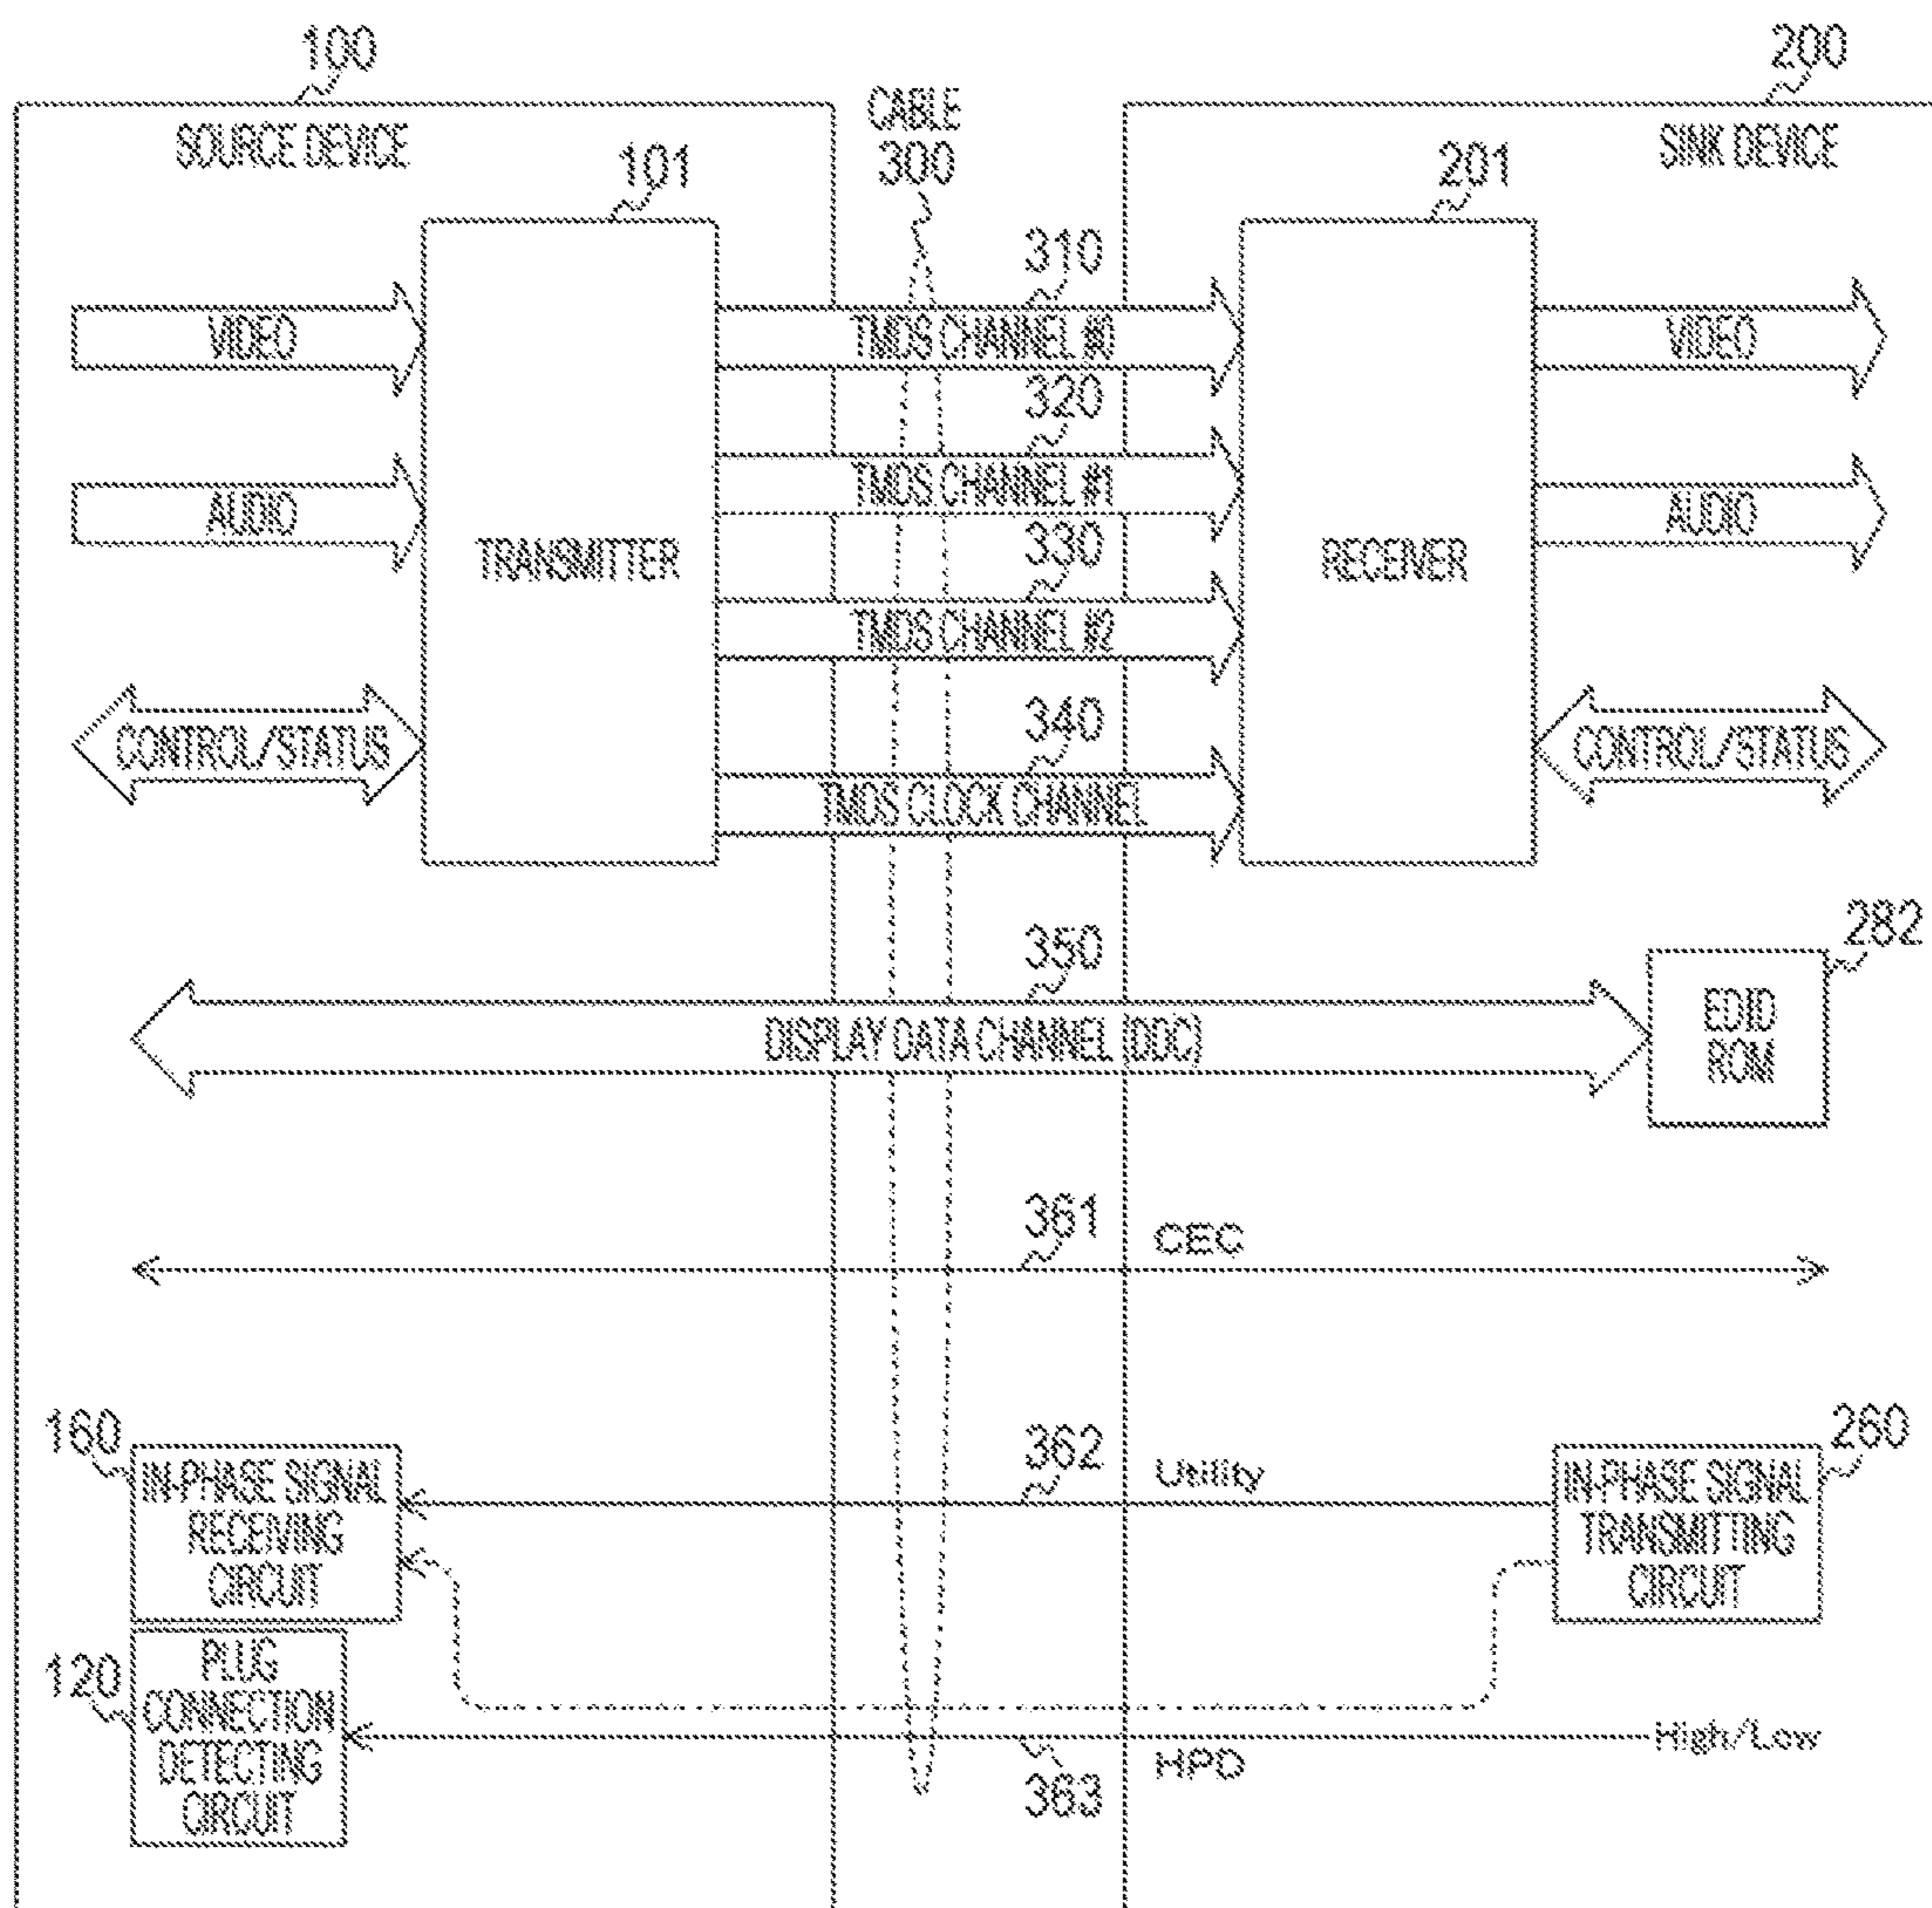 100
200
SOURCE DEVICE
CABLE
300
SINK DEVICE
101
201
310
VIDEO
TMDS CHANNEL #0
VIDEO
320
AUDIO
TMDS CHANNEL #1
AUDIO
TRANSMITTER
330
RECEIVER
TMDS CHANNEL #2
340
CONTROL/STATUS
CONTROL/STATUS
TMDS CLOCK CHANNEL
350
282
DISPLAY DATA CHANNEL (DDC)
EDID
ROM
361
CEC
160
362
260
IN-PHASE SIGNAL
RECEIVING
CIRCUIT
Utility
IN-PHASE SIGNAL
TRANSMITTING
CIRCUIT
120
PLUG
CONNECTION
DETECTING
CIRCUIT
363
HPD
High/Low